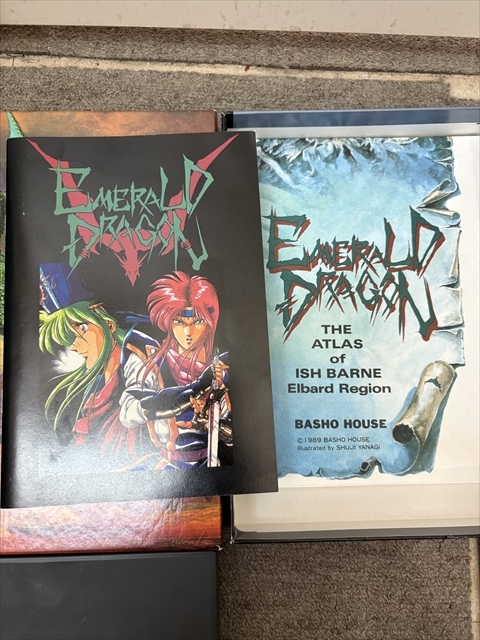 EMERALD
DRAGON
EMERALD
DRAGON
THE
ATLAS
of
ISH BARNE
Elbard Region
BASHO HOUSE
© 1989 BASHO HOUSE
Illustrated by SHUJI YANAGI